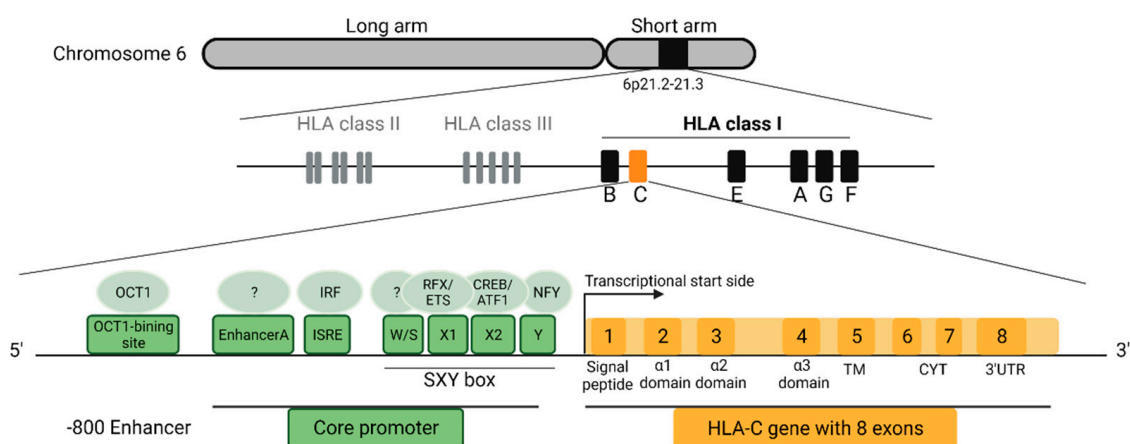 Long arm
Short arm
Chromosome 6
6p21.2-21.3
HLA class II
HLA class III
HLA class I
B
C
E
A
G
F
OCT1
?
IRF
?
RFX/
ETS
CREB/
ATF1
NFY
Transcriptional start side
OCT1-bining
site
EnhancerA
ISRE
W/S
X1
X2
Y
1
2
3
4
5
6
7
8
5'
3'
Signal
peptide
α1
domain
α2
domain
α3
domain
TM
CYT
3'UTR
SXY box
-800 Enhancer
Core promoter
HLA-C gene with 8 exons